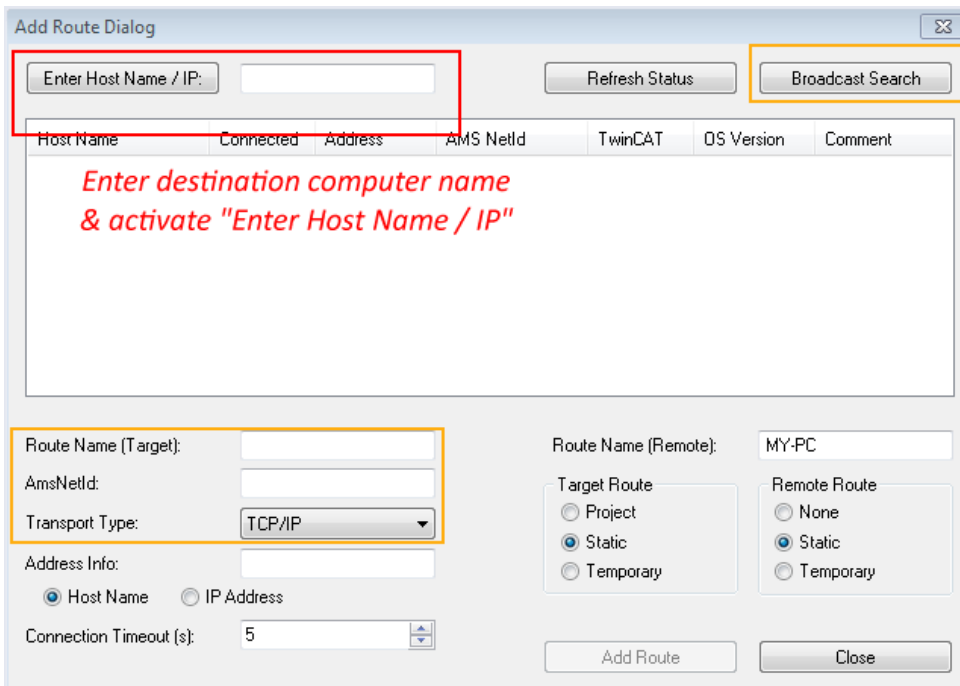 Add Route Dialog
Enter Host Name / IP:
Refresh Status
Broadcast Search
Host Name Connected Address AMS NetId TwinCAT OS Version Comment
Enter destination computer name
& activate "Enter Host Name / IP"
Route Name (Target):
AmsNetId:
Transport Type: TCP/IP
Address Info:
Host Name IP Address
Connection Timeout (s): 5
Route Name (Remote): MY-PC
Target Route
Project
Static
Temporary
Remote Route
None
Static
Temporary
Add Route
Close